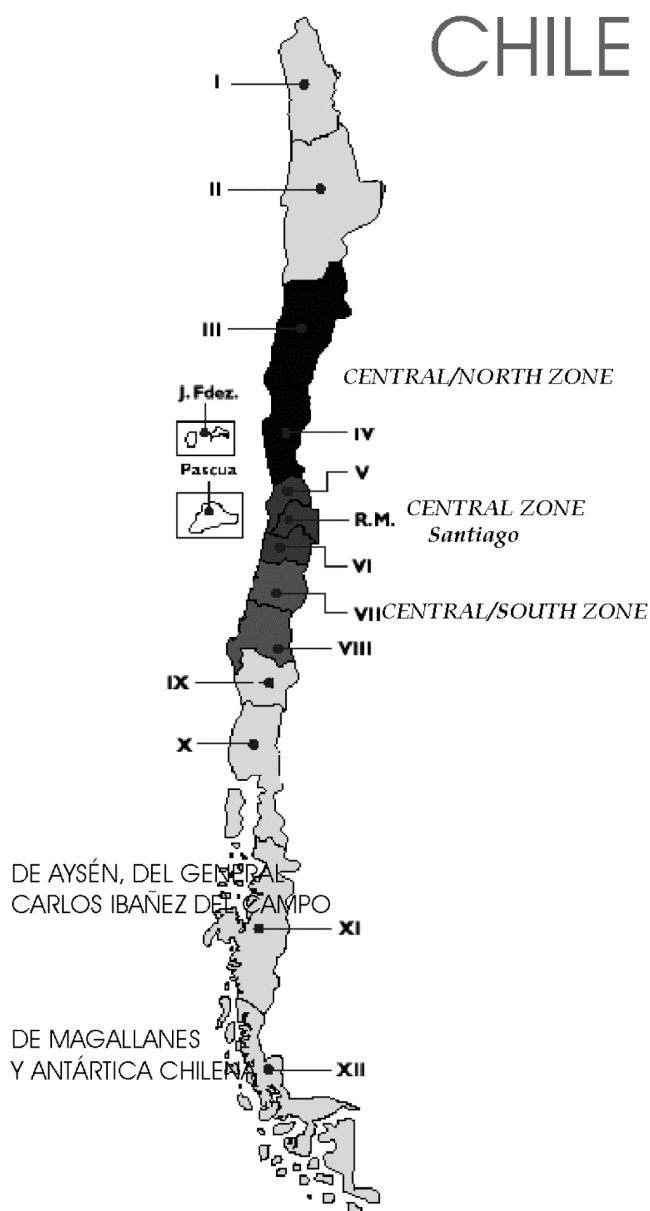 CHILE
I
II
III
CENTRAL/NORTH ZONE
J. Fdez.
IV
Pascua
V
R.M.
CENTRAL ZONE
Santiago
VI
VII
CENTRAL/SOUTH ZONE
VIII
IX
X
DE AYSÉN, DEL GENERAL
CARLOS IBAÑEZ DEL CAMPO
XI
DE MAGALLANES
Y ANTÁRTICA CHILENA
XII